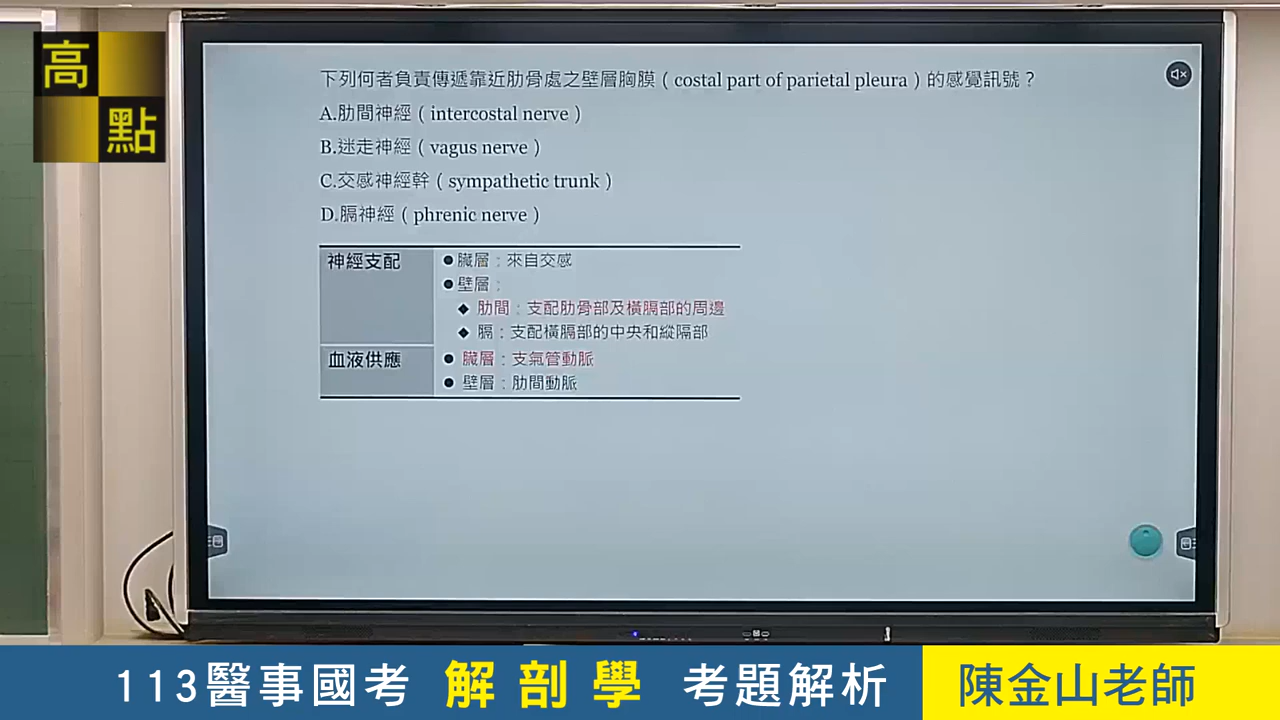 高
點
下列何者負責傳遞靠近肋骨處之壁層胸膜（costal part of parietal pleura）的感覺訊號？
A.肋間神經（intercostal nerve）
B.迷走神經（vagus nerve）
C.交感神經幹（sympathetic trunk）
D.膈神經（phrenic nerve）
神經支配
●臟層：來自交感
●壁層：
◆ 肋間：支配肋骨部及橫膈部的周邊
◆ 膈：支配橫膈部的中央和縱隔部
血液供應
● 臟層：支氣管動脈
● 壁層：肋間動脈
113醫事國考 解剖學 考題解析 陳金山老師